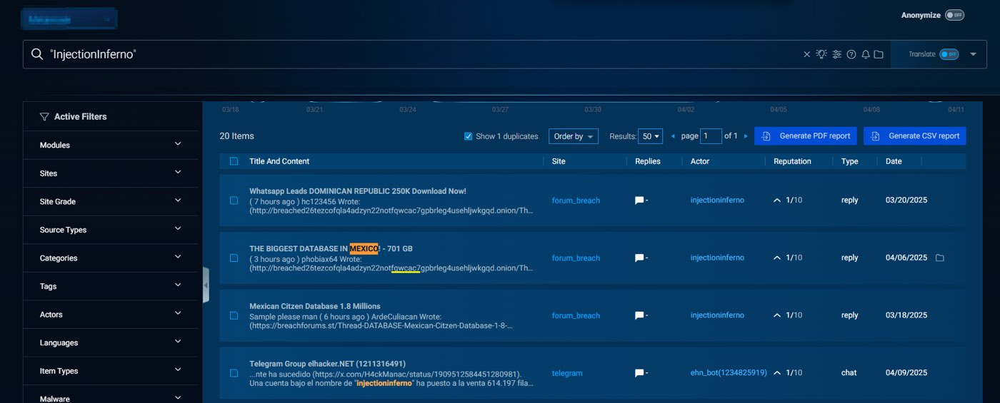 Anonymize OFF
"InjectionInferno"
Translate OFF
Active Filters
Modules
Sites
Site Grade
Source Types
Categories
Tags
Actors
Languages
Item Types
Malware
03/18 03/21 03/24 03/27 03/30 04/02 04/05 04/08 04/11
20 Items
Show 1 duplicates
Order by
Results: 50
page 1 of 1
Generate PDF report
Generate CSV report
Title And Content Site Replies Actor Reputation Type Date
Whatsapp Leads DOMINICAN REPUBLIC 250K Download Now!
( 7 hours ago ) hc123456 Wrote:
(http://breached26tezcofqla4adzyn22notfqwcac7gpbrleg4usehljwkgqd.onion/Th...
forum_breach - injectioninferno 1/10 reply 03/20/2025
THE BIGGEST DATABASE IN MEXICO! - 701 GB
( 3 hours ago ) phobiax64 Wrote:
(http://breached26tezcofqla4adzyn22notfqwcac7gpbrleg4usehljwkgqd.onion/Th...
forum_breach - injectioninferno 1/10 reply 04/06/2025
Mexican Citzen Database 1.8 Millions
Sample please man ( 6 hours ago ) ArdeCuliacan Wrote:
(https://breachforums.st/Thread-DATABASE-Mexican-Citzen-Database-1-8-...
forum_breach - injectioninferno 1/10 reply 03/18/2025
Telegram Group elhacker.NET (1211316491)
...nte ha sucedido (https://x.com/H4ckManac/status/1909512584451280981).
Una cuenta bajo el nombre de "injectioninferno" ha puesto a la venta 614.197 fila...
telegram - ehn_bot(1234825919) 1/10 chat 04/09/2025